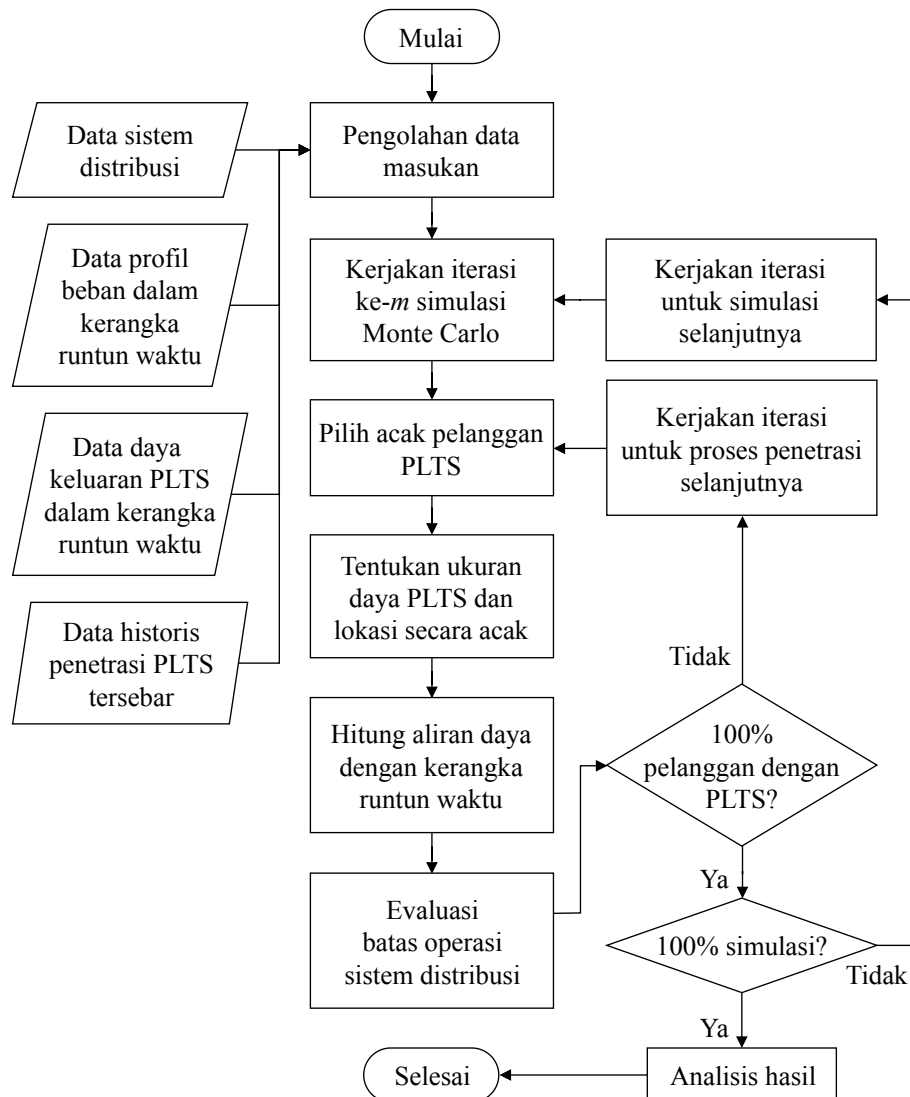 Mulai
Data sistem
distribusi
Pengolahan data
masukan
Data profil
beban dalam
kerangka
runtun waktu
Kerjakan iterasi
ke-m simulasi
Monte Carlo
Kerjakan iterasi
untuk simulasi
selanjutnya
Data daya
keluaran PLTS
dalam kerangka
runtun waktu
Pilih acak pelanggan
PLTS
Kerjakan iterasi
untuk proses penetrasi
selanjutnya
Tentukan ukuran
daya PLTS dan
lokasi secara acak
Data historis
penetrasi PLTS
tersebar
Tidak
Hitung aliran daya
dengan kerangka
runtun waktu
100%
pelanggan dengan
PLTS?
Ya
Evaluasi
batas operasi
sistem distribusi
100% simulasi?
Tidak
Ya
Selesai
Analisis hasil